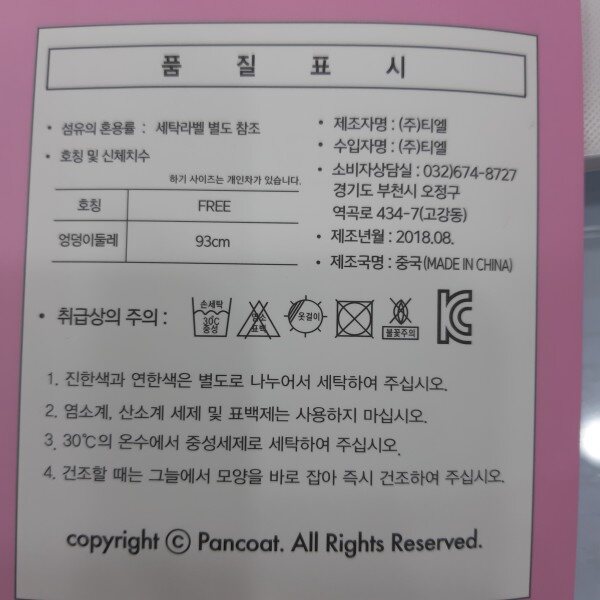 품 질 표 시
• 섬유의 혼용률 : 세탁라벨 별도 참조
• 호칭 및 신체치수
하기 사이즈는 개인차가 있습니다.
호칭 FREE
엉덩이둘레 93cm
• 제조자명 : (주)티엘
• 수입자명 : (주)티엘
• 소비자상담실 : 032)674-8727
경기도 부천시 오정구
역곡로 434-7(고강동)
• 제조년월 : 2018.08.
• 제조국명 : 중국(MADE IN CHINA)
• 취급상의 주의 :
손세탁
30℃
중성
염소
표백
옷걸이
불꽃주의
1. 진한색과 연한색은 별도로 나누어서 세탁하여 주십시오.
2. 염소계, 산소계 세제 및 표백제는 사용하지 마십시오.
3. 30℃의 온수에서 중성세제로 세탁하여 주십시오.
4. 건조할 때는 그늘에서 모양을 바로 잡아 즉시 건조하여 주십시오.
copyright © Pancoat. All Rights Reserved.